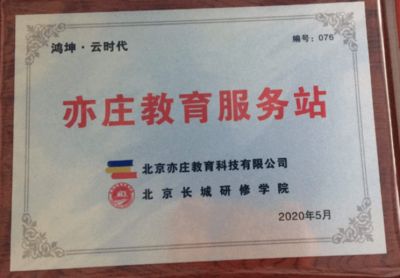 鸿坤·云时代
编号:076
亦庄教育服务站
北京亦庄教育科技有限公司
北京长城研修学院
2020年5月